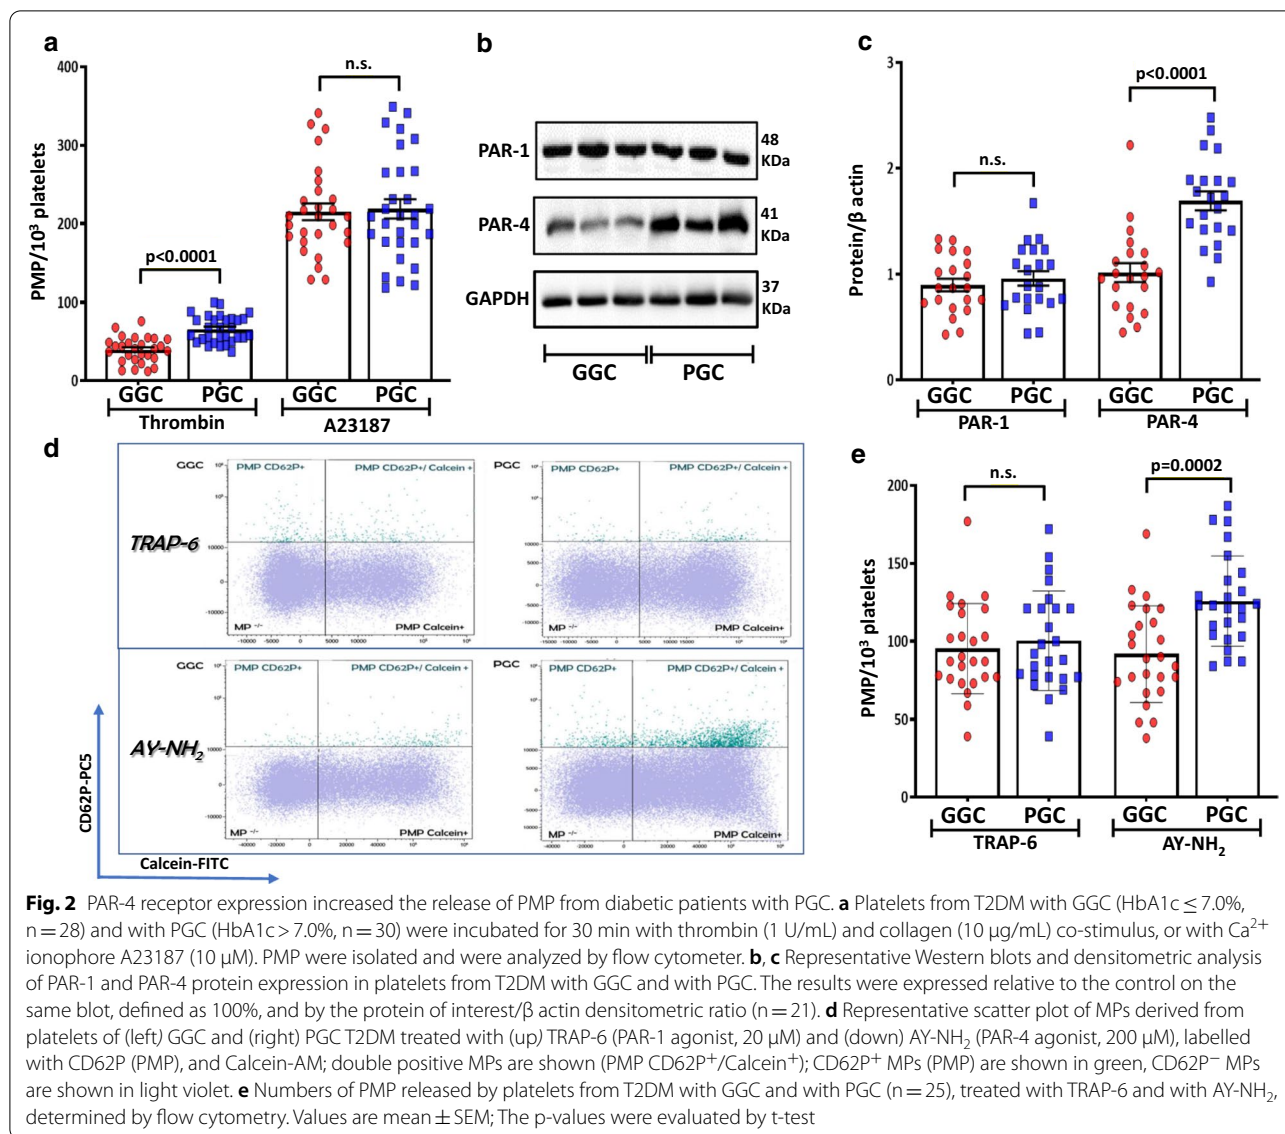 a
400
300
200
100
0
PMP/10³ platelets
p<0.0001
n.s.
GGC PGC GGC PGC
Thrombin A23187
b
PAR-1
48
KDa
PAR-4
41
KDa
GAPDH
37
KDa
GGC PGC
c
3
2
1
0
Protein/β actin
n.s.
p<0.0001
GGC PGC GGC PGC
PAR-1 PAR-4
d
GGC
PMP CD62P+
PMP CD62P+/ Calcein +
TRAP-6
MP -/-
PMP Calcein+
PGC
PMP CD62P+
PMP CD62P+/ Calcein +
MP -/-
PMP Calcein+
GGC
PMP CD62P+
PMP CD62P+/ Calcein +
AY-NH₂
MP -/-
PMP Calcein+
PGC
PMP CD62P+
PMP CD62P+/ Calcein +
MP -/-
PMP Calcein+
CD62P-PC5
Calcein-FITC
e
200
150
100
50
0
PMP/10³ platelets
n.s.
p=0.0002
GGC PGC GGC PGC
TRAP-6 AY-NH₂
Fig. 2 PAR-4 receptor expression increased the release of PMP from diabetic patients with PGC. a Platelets from T2DM with GGC (HbA1c ≤ 7.0%,
n = 28) and with PGC (HbA1c > 7.0%, n = 30) were incubated for 30 min with thrombin (1 U/mL) and collagen (10 μg/mL) co-stimulus, or with Ca²⁺
ionophore A23187 (10 μM). PMP were isolated and were analyzed by flow cytometer. b, c Representative Western blots and densitometric analysis
of PAR-1 and PAR-4 protein expression in platelets from T2DM with GGC and with PGC. The results were expressed relative to the control on the
same blot, defined as 100%, and by the protein of interest/β actin densitometric ratio (n = 21). d Representative scatter plot of MPs derived from
platelets of (left) GGC and (right) PGC T2DM treated with (up) TRAP-6 (PAR-1 agonist, 20 μM) and (down) AY-NH₂ (PAR-4 agonist, 200 μM), labelled
with CD62P (PMP), and Calcein-AM; double positive MPs are shown (PMP CD62P⁺/Calcein⁺); CD62P⁺ MPs (PMP) are shown in green, CD62P⁻ MPs
are shown in light violet. e Numbers of PMP released by platelets from T2DM with GGC and with PGC (n = 25), treated with TRAP-6 and with AY-NH₂,
determined by flow cytometry. Values are mean ± SEM; The p-values were evaluated by t-test